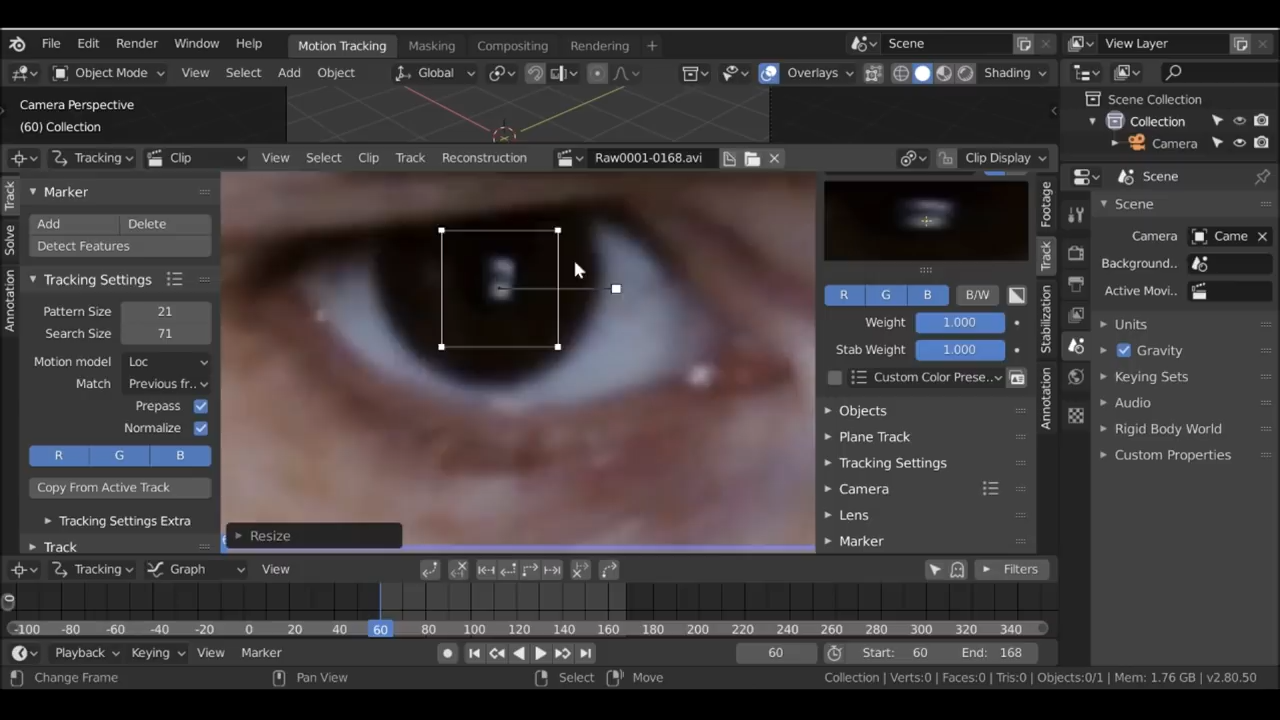 File Edit Render Window Help Motion Tracking Masking Compositing Rendering + Scene View Layer
Object Mode View Select Add Object Global Overlays Shading
Camera Perspective
(60) Collection
Scene Collection
Collection
Camera
Tracking Clip View Select Clip Track Reconstruction Raw0001-0168.avi Clip Display
Scene
Track
Solve
Annotation
Marker
Add Delete
Detect Features
Tracking Settings
Pattern Size 21
Search Size 71
Motion model Loc
Match Previous fr..
Prepass
Normalize
R G B
Copy From Active Track
Tracking Settings Extra
Track
Resize
R G B B/W
Weight 1.000
Stab Weight 1.000
Custom Color Prese..
Objects
Plane Track
Tracking Settings
Camera
Lens
Marker
Footage
Track
Stabilization
Annotation
Scene
Camera Came
Background..
Active Movi..
Units
Gravity
Keying Sets
Audio
Rigid Body World
Custom Properties
Tracking Graph View Filters
0
-100 -80 -60 -40 -20 0 20 40 60 80 100 120 140 160 180 200 220 240 260 280 300 320 340
Playback Keying View Marker 60 Start: 60 End: 168
Change Frame Pan View Select Move Collection | Verts:0 | Faces:0 | Tris:0 | Objects:0/1 | Mem: 1.76 GB | v2.80.50